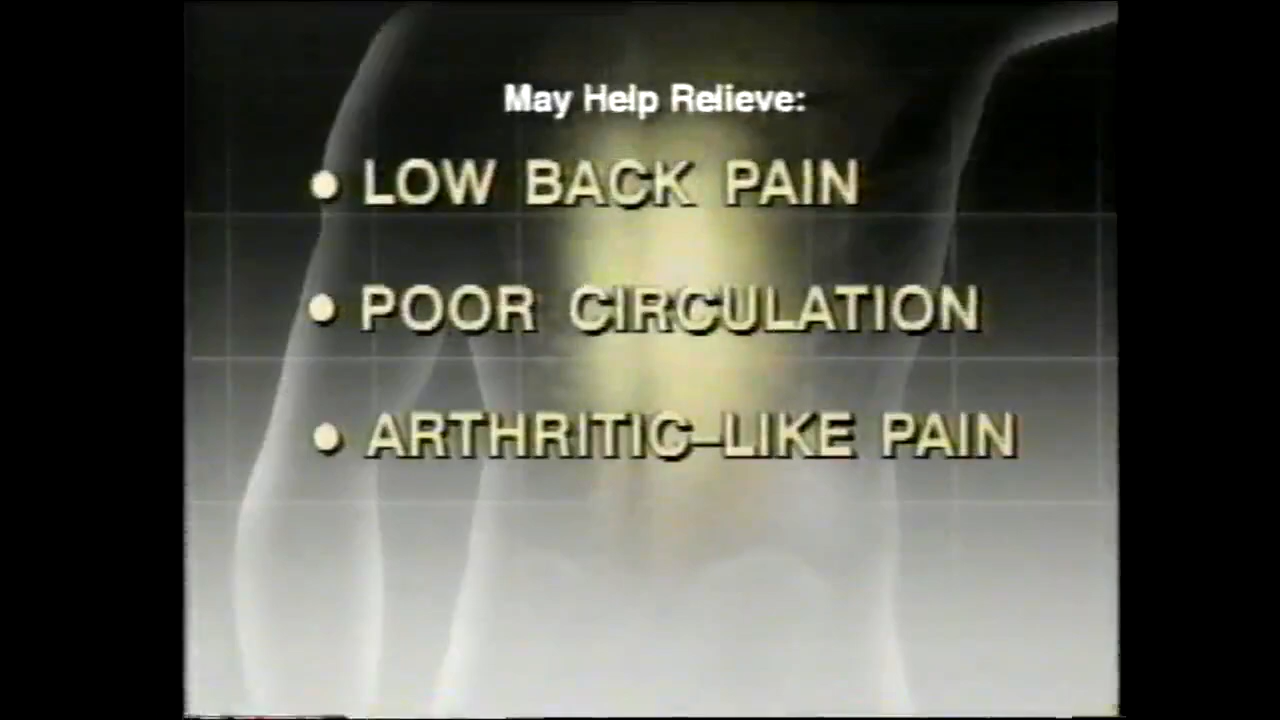 May Help Relieve:
• LOW BACK PAIN
• POOR CIRCULATION
• ARTHRITIC-LIKE PAIN